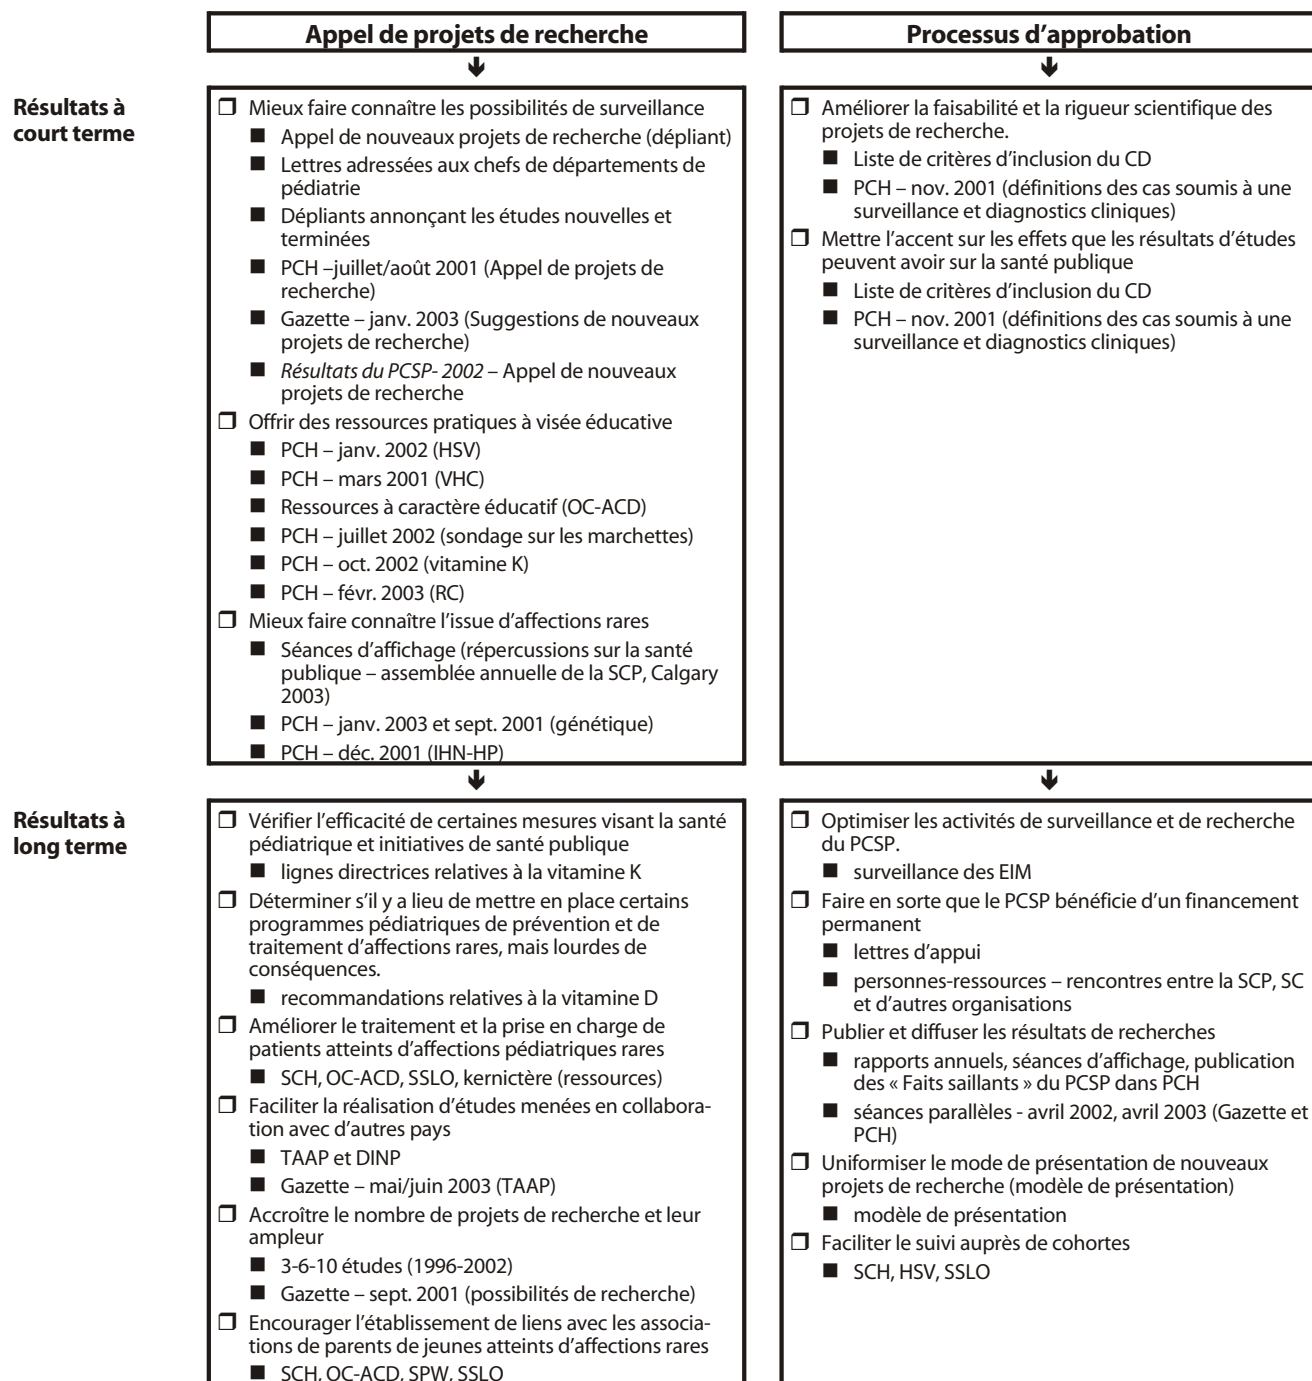 Appel de projets de recherche
Résultats à
court terme
❒ Mieux faire connaître les possibilités de surveillance
■ Appel de nouveaux projets de recherche (dépliant)
■ Lettres adressées aux chefs de départements de
pédiatrie
■ Dépliants annonçant les études nouvelles et
terminées
■ PCH –juillet/août 2001 (Appel de projets de
recherche)
■ Gazette – janv. 2003 (Suggestions de nouveaux
projets de recherche)
■ Résultats du PCSP- 2002 – Appel de nouveaux
projets de recherche
❒ Offrir des ressources pratiques à visée éducative
■ PCH – janv. 2002 (HSV)
■ PCH – mars 2001 (VHC)
■ Ressources à caractère éducatif (OC-ACD)
■ PCH – juillet 2002 (sondage sur les marchettes)
■ PCH – oct. 2002 (vitamine K)
■ PCH – févr. 2003 (RC)
❒ Mieux faire connaître l’issue d’affections rares
■ Séances d’affichage (répercussions sur la santé
publique – assemblée annuelle de la SCP, Calgary
2003)
■ PCH – janv. 2003 et sept. 2001 (génétique)
■ PCH – déc. 2001 (IHN-HP)
Résultats à
long terme
❒ Vérifier l’efficacité de certaines mesures visant la santé
pédiatrique et initiatives de santé publique
■ lignes directrices relatives à la vitamine K
❒ Déterminer s’il y a lieu de mettre en place certains
programmes pédiatriques de prévention et de
traitement d’affections rares, mais lourdes de
conséquences.
■ recommandations relatives à la vitamine D
❒ Améliorer le traitement et la prise en charge de
patients atteints d’affections pédiatriques rares
■ SCH, OC-ACD, SSLO, kernictère (ressources)
❒ Faciliter la réalisation d’études menées en collabora-
tion avec d’autres pays
■ TAAP et DINP
■ Gazette – mai/juin 2003 (TAAP)
❒ Accroître le nombre de projets de recherche et leur
ampleur
■ 3-6-10 études (1996-2002)
■ Gazette – sept. 2001 (possibilités de recherche)
❒ Encourager l’établissement de liens avec les associa-
tions de parents de jeunes atteints d’affections rares
■ SCH, OC-ACD, SPW, SSLO
Processus d’approbation
❒ Améliorer la faisabilité et la rigueur scientifique des
projets de recherche.
■ Liste de critères d’inclusion du CD
■ PCH – nov. 2001 (définitions des cas soumis à une
surveillance et diagnostics cliniques)
❒ Mettre l’accent sur les effets que les résultats d’études
peuvent avoir sur la santé publique
■ Liste de critères d’inclusion du CD
■ PCH – nov. 2001 (définitions des cas soumis à une
surveillance et diagnostics cliniques)
❒ Optimiser les activités de surveillance et de recherche
du PCSP.
■ surveillance des EIM
❒ Faire en sorte que le PCSP bénéficie d’un financement
permanent
■ lettres d’appui
■ personnes-ressources – rencontres entre la SCP, SC
et d’autres organisations
❒ Publier et diffuser les résultats de recherches
■ rapports annuels, séances d’affichage, publication
des « Faits saillants » du PCSP dans PCH
■ séances parallèles - avril 2002, avril 2003 (Gazette et
PCH)
❒ Uniformiser le mode de présentation de nouveaux
projets de recherche (modèle de présentation)
■ modèle de présentation
❒ Faciliter le suivi auprès de cohortes
■ SCH, HSV, SSLO